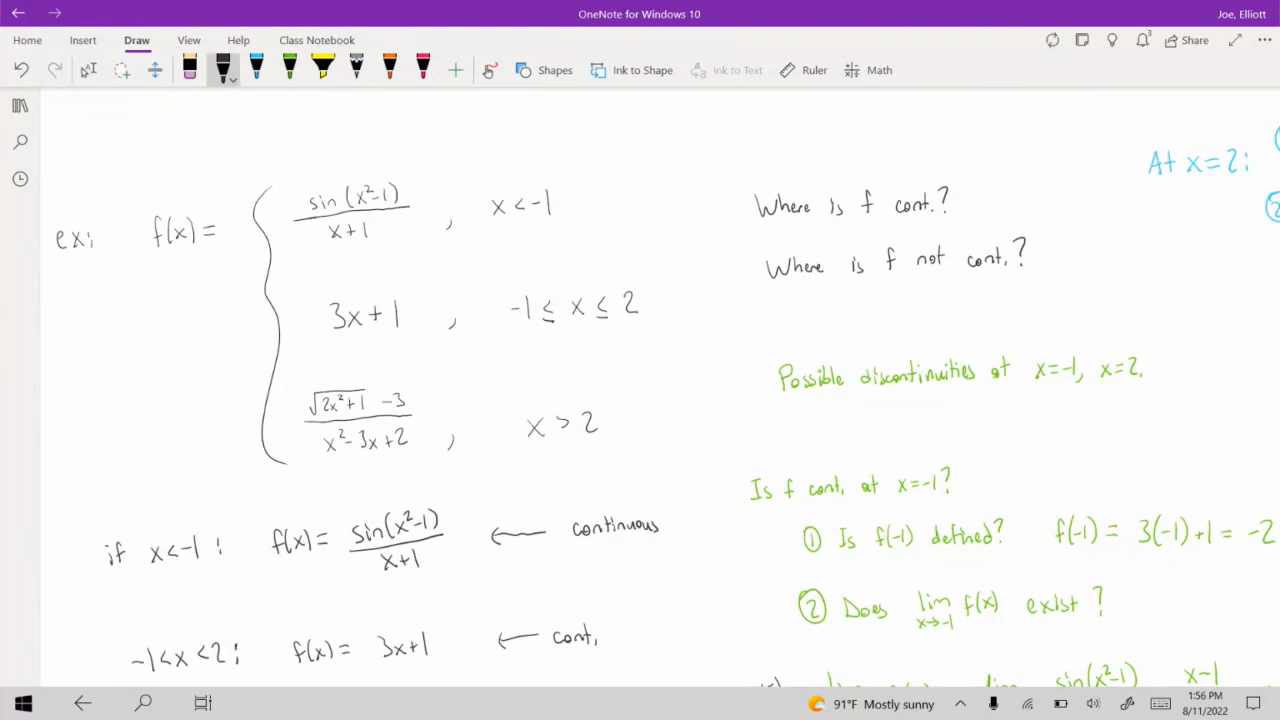 OneNote for Windows 10
Joe, Elliott
Home Insert Draw View Help Class Notebook
Share
Shapes Ink to Shape Ink to Text Ruler Math
At x=2:
ex: f(x)= sin(x²-1)/(x+1) , x<-1
3x+1 , -1 ≤ x ≤ 2
(√(2x²+1) -3)/(x²-3x+2) , x>2
Where is f cont.?
Where is f not cont.?
Possible discontinuities at x=-1, x=2.
if x<-1: f(x)= sin(x²-1)/(x+1) ← continuous
-1<x<2: f(x)= 3x+1 ← cont.
Is f cont. at x=-1?
① Is f(-1) defined? f(-1) = 3(-1)+1 = -2
② Does lim x→-1 f(x) exist?
sin(x²-1) x-1
91°F Mostly sunny
1:56 PM
8/11/2022